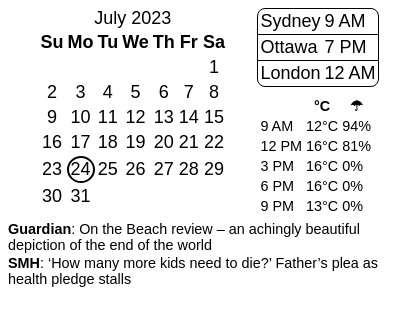 July 2023
Su Mo Tu We Th Fr Sa
1
2 3 4 5 6 7 8
9 10 11 12 13 14 15
16 17 18 19 20 21 22
23 24 25 26 27 28 29
30 31
Sydney 9 AM
Ottawa 7 PM
London 12 AM
°C ☂
9 AM 12°C 94%
12 PM 16°C 81%
3 PM 16°C 0%
6 PM 16°C 0%
9 PM 13°C 0%
Guardian: On the Beach review – an achingly beautiful
depiction of the end of the world
SMH: ‘How many more kids need to die?’ Father’s plea as
health pledge stalls